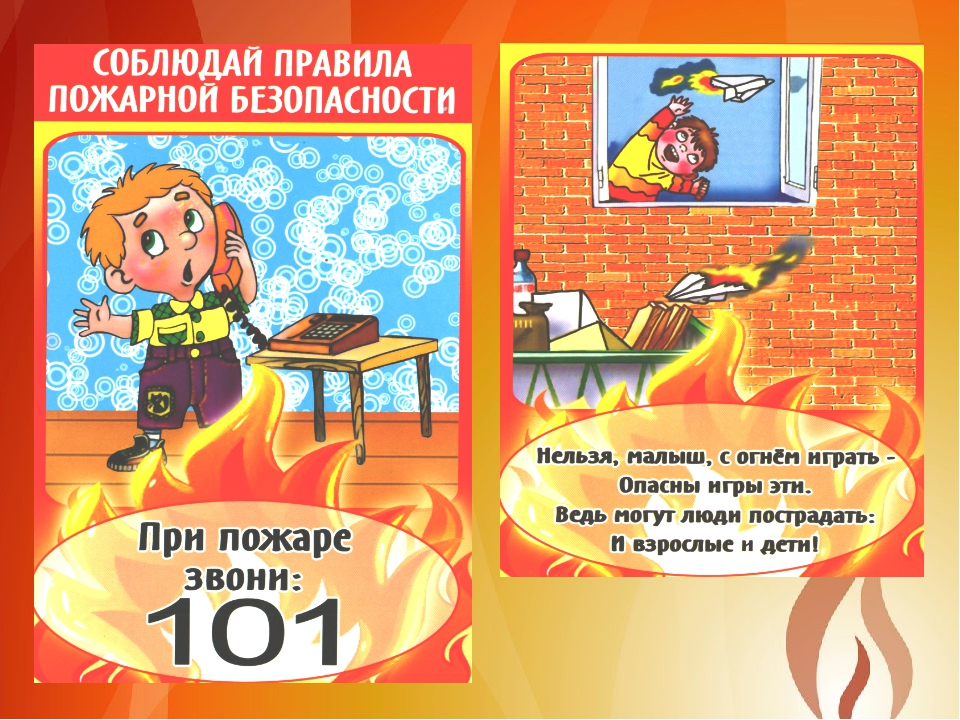 СОБЛЮДАЙ ПРАВИЛА
ПОЖАРНОЙ БЕЗОПАСНОСТИ
При пожаре
звони:
101
Нельзя, малыш, с огнём играть -
Опасны игры эти.
Ведь могут люди пострадать:
И взрослые и дети!